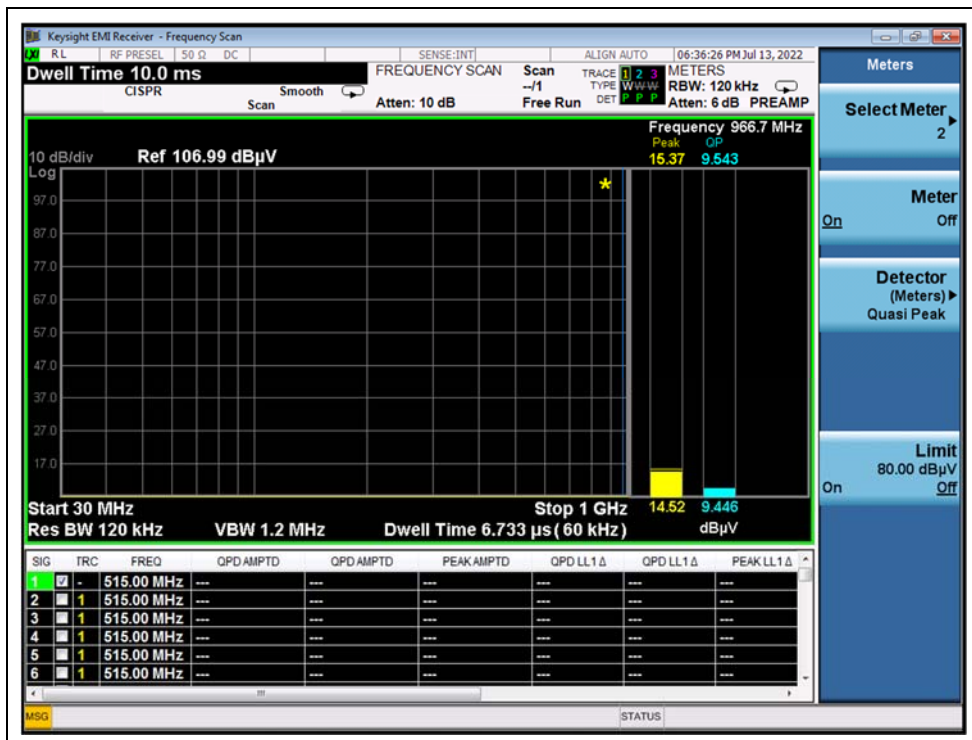 Keysight EMI Receiver - Frequency Scan
LXI RL RF PRESEL 50 Ω DC SENSE:INT ALIGN AUTO 06:36:26 PM Jul 13, 2022
Dwell Time 10.0 ms FREQUENCY SCAN Scan TRACE 1 2 3 METERS
--/1 TYPE W W W RBW: 120 kHz
CISPR Smooth
Scan Atten: 10 dB Free Run DET P P P Atten: 6 dB PREAMP
Frequency 966.7 MHz
Peak QP
10 dB/div Ref 106.99 dBµV 15.37 9.543
Log
97.0
87.0
77.0
67.0
57.0
47.0
37.0
27.0
17.0
Start 30 MHz Stop 1 GHz 14.52 9.446
Res BW 120 kHz VBW 1.2 MHz Dwell Time 6.733 µs (60 kHz) dBµV
SIG TRC FREQ QPD AMPTD QPD AMPTD PEAK AMPTD QPD LL1 Δ QPD LL1 Δ PEAK LL1 Δ
1 - 515.00 MHz --- --- --- --- --- ---
2 1 515.00 MHz --- --- --- --- --- ---
3 1 515.00 MHz --- --- --- --- --- ---
4 1 515.00 MHz --- --- --- --- --- ---
5 1 515.00 MHz --- --- --- --- --- ---
6 1 515.00 MHz --- --- --- --- --- ---
MSG STATUS
Meters
Select Meter
2
Meter
On Off
Detector
(Meters)
Quasi Peak
Limit
80.00 dBµV
On Off